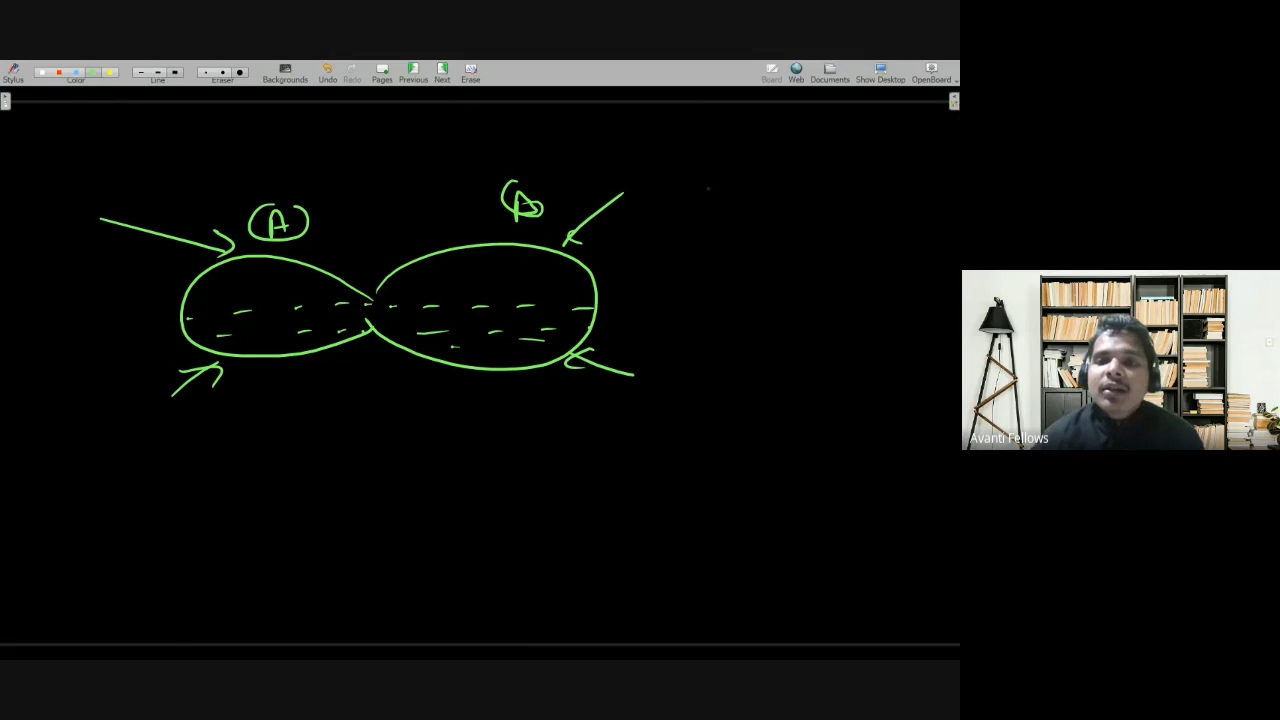 Stylus Color Line Eraser Backgrounds Undo Redo Pages Previous Next Erase Board Web Documents Show Desktop OpenBoard
A
Avanti Fellows